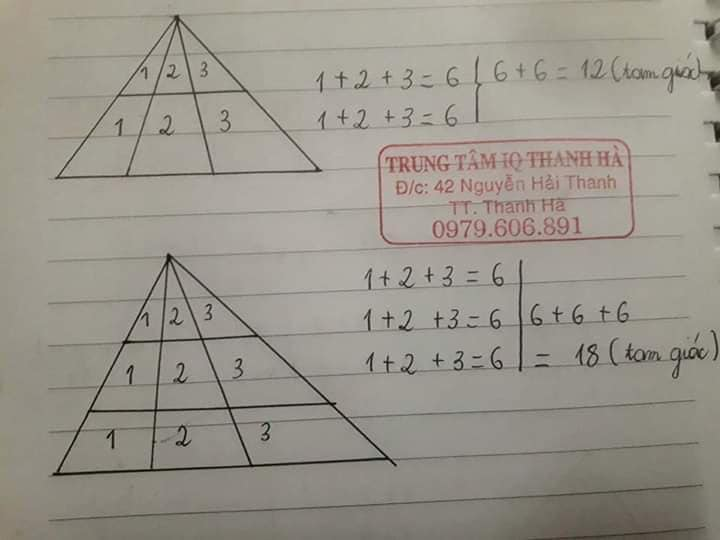 1 2 3
1 2 3
1 + 2 + 3 = 6
1 + 2 + 3 = 6
6 + 6 = 12 (tam giác)
TRUNG TÂM IQ THANH HÀ
Đ/c: 42 Nguyễn Hải Thanh
TT. Thanh Hà
0979.606.891
1 2 3
1 2 3
1 2 3
1 + 2 + 3 = 6
1 + 2 + 3 = 6
1 + 2 + 3 = 6
6 + 6 + 6
= 18 (tam giác)